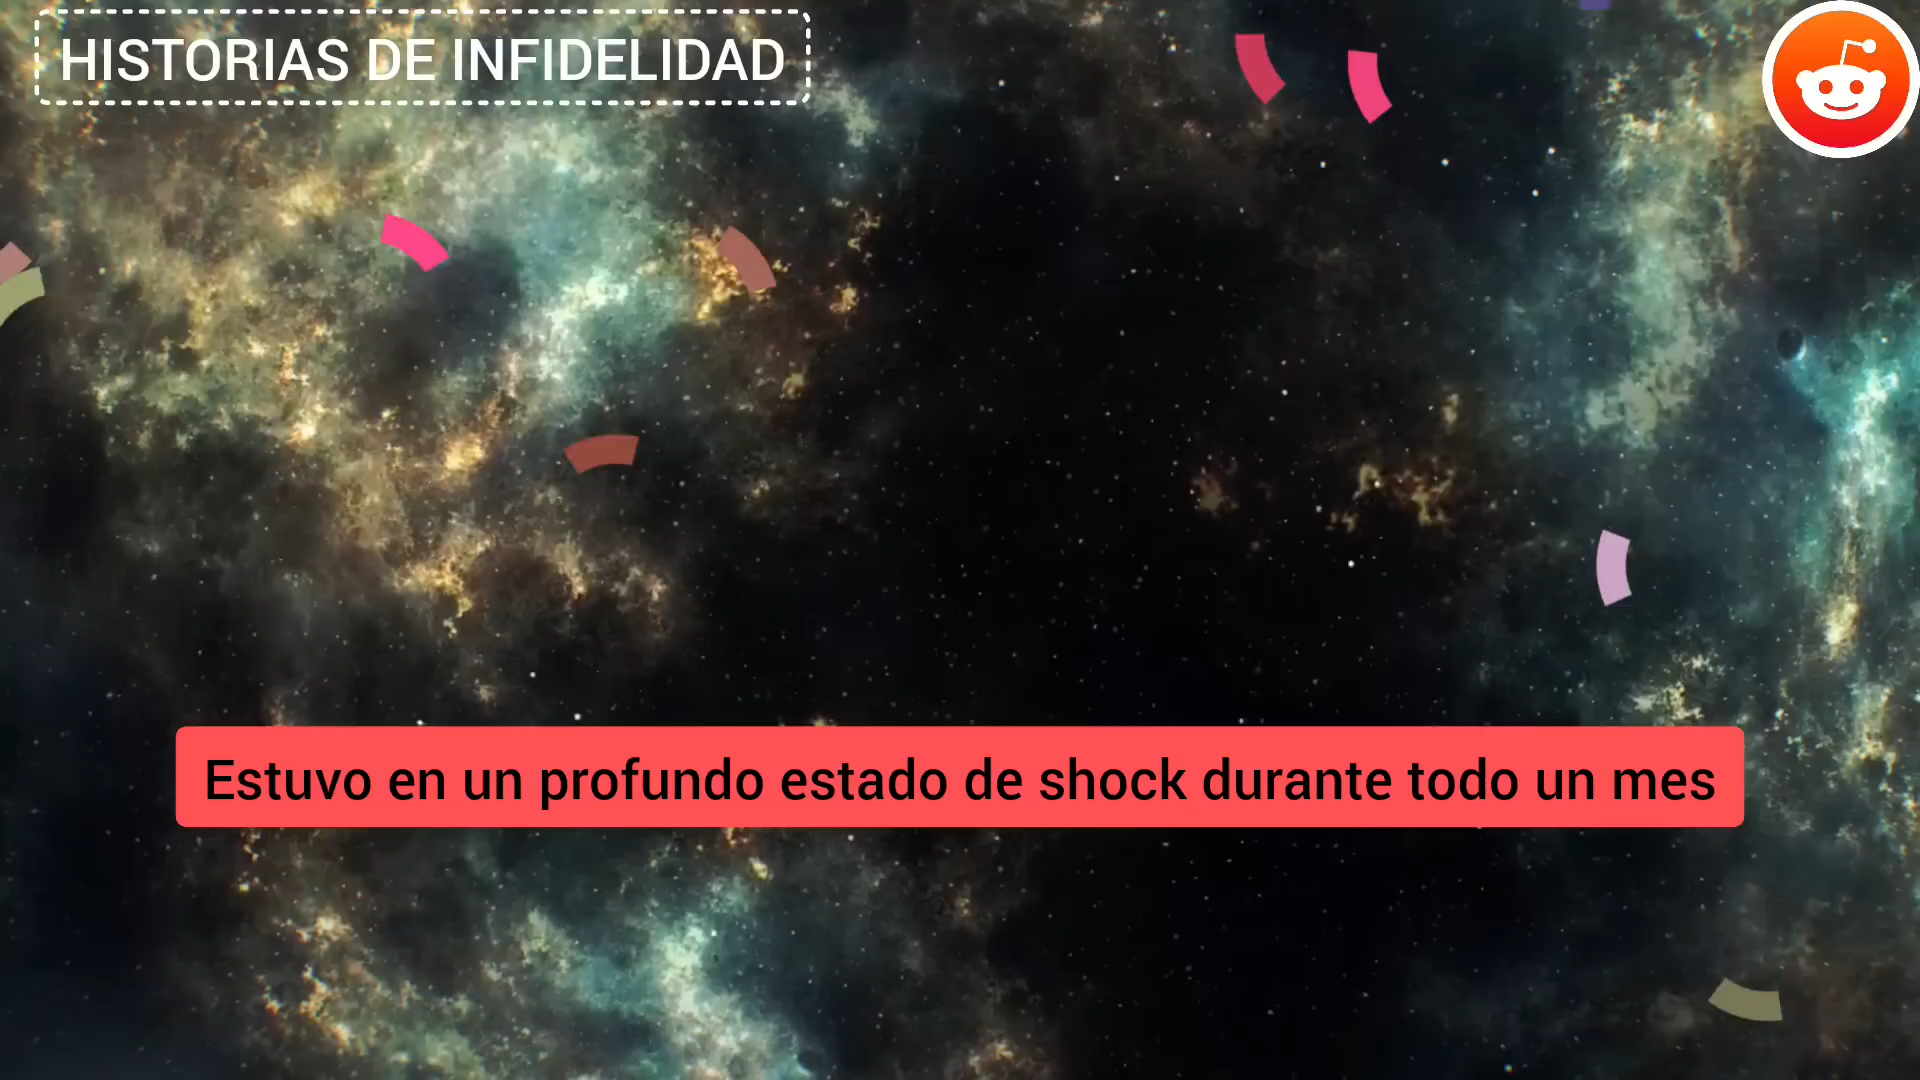 HISTORIAS DE INFIDELIDAD
Estuvo en un profundo estado de shock durante todo un mes